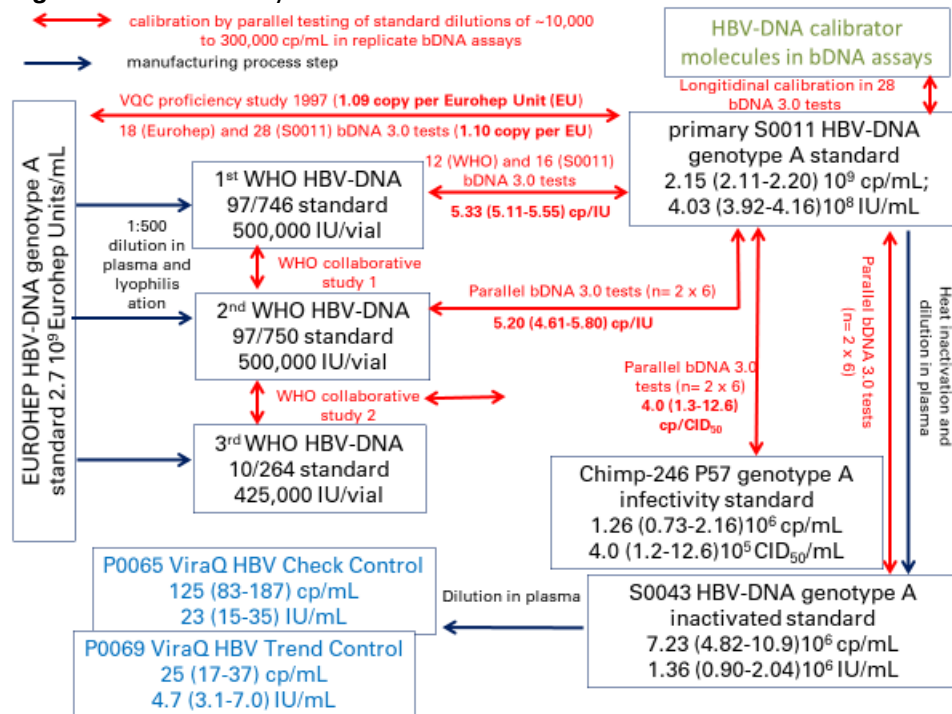 calibration by parallel testing of standard dilutions of ~10,000
to 300,000 cp/mL in replicate bDNA assays
manufacturing process step
HBV-DNA calibrator
molecules in bDNA assays
Longitidinal calibration in 28
bDNA 3.0 tests
VQC proficiency study 1997 (1.09 copy per Eurohep Unit (EU)
18 (Eurohep) and 28 (S0011) bDNA 3.0 tests (1.10 copy per EU)
EUROHEP HBV-DNA genotype A
standard 2.7 10⁹ Eurohep Units/mL
1:500
dilution in
plasma and
lyophilis
ation
1st WHO HBV-DNA
97/746 standard
500,000 IU/vial
12 (WHO) and 16 (S0011)
bDNA 3.0 tests
5.33 (5.11-5.55) cp/IU
primary S0011 HBV-DNA
genotype A standard
2.15 (2.11-2.20) 10⁹ cp/mL;
4.03 (3.92-4.16)10⁸ IU/mL
WHO collaborative
study 1
2nd WHO HBV-DNA
97/750 standard
500,000 IU/vial
Parallel bDNA 3.0 tests (n= 2 x 6)
5.20 (4.61-5.80) cp/IU
WHO collaborative
study 2
3rd WHO HBV-DNA
10/264 standard
425,000 IU/vial
Parallel bDNA 3.0
tests (n= 2 x 6)
4.0 (1.3-12.6)
cp/CID₅₀
Parallel bDNA 3.0 tests
(n= 2 x 6)
Heat inactivation and
dilution in plasma
Chimp-246 P57 genotype A
infectivity standard
1.26 (0.73-2.16)10⁶ cp/mL
4.0 (1.2-12.6)10⁵ CID₅₀/mL
P0065 ViraQ HBV Check Control
125 (83-187) cp/mL
23 (15-35) IU/mL
Dilution in plasma
S0043 HBV-DNA genotype A
inactivated standard
7.23 (4.82-10.9)10⁶ cp/mL
1.36 (0.90-2.04)10⁶ IU/mL
P0069 ViraQ HBV Trend Control
25 (17-37) cp/mL
4.7 (3.1-7.0) IU/mL